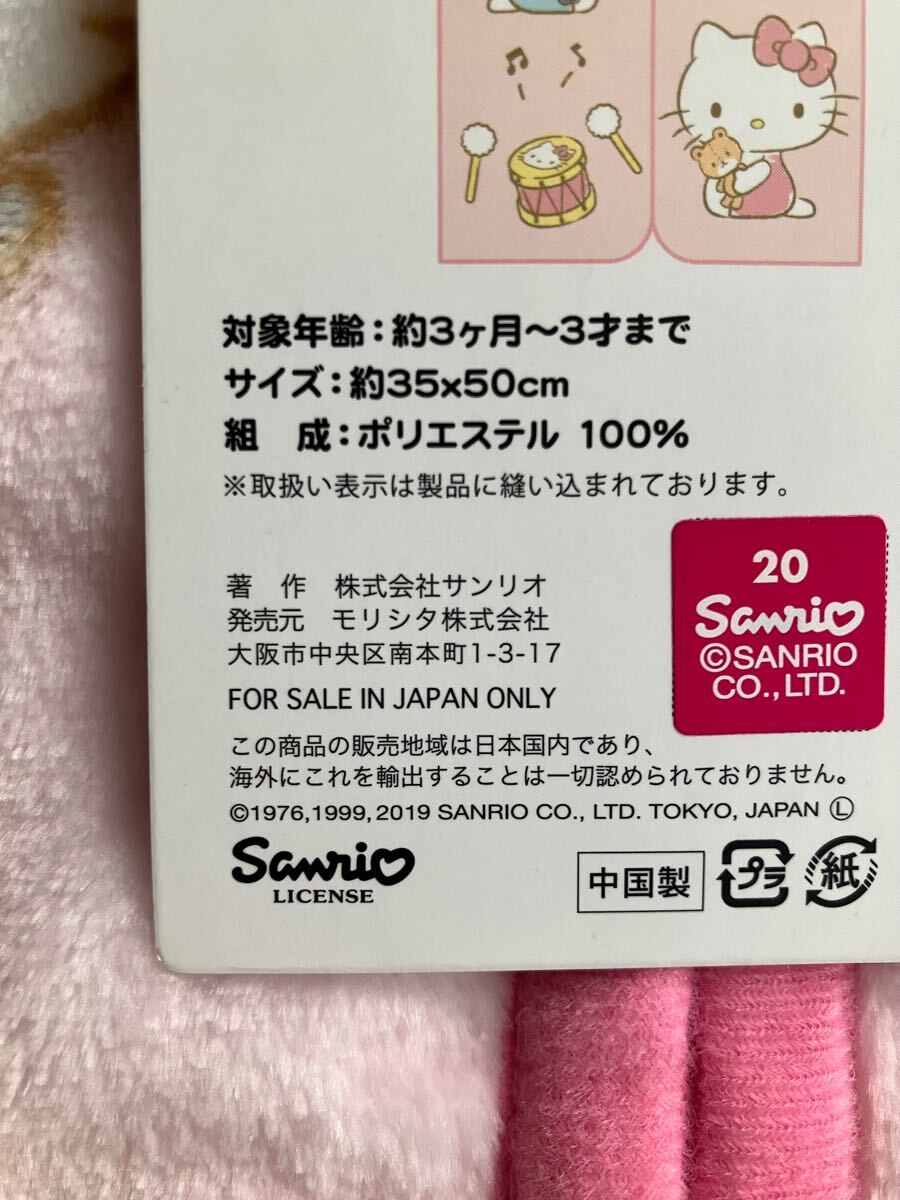 対象年齢：約3ヶ月〜3才まで
サイズ：約35x50cm
組　成：ポリエステル 100%
※取扱い表示は製品に縫い込まれております。
著　作　株式会社サンリオ
発売元　モリシタ株式会社
大阪市中央区南本町1-3-17
FOR SALE IN JAPAN ONLY
この商品の販売地域は日本国内であり、
海外にこれを輸出することは一切認められておりません。
©1976,1999,2019 SANRIO CO., LTD. TOKYO, JAPAN Ⓛ
Sanrio
LICENSE
中国製
プラ
紙
20
Sanrio
©SANRIO
CO.,LTD.